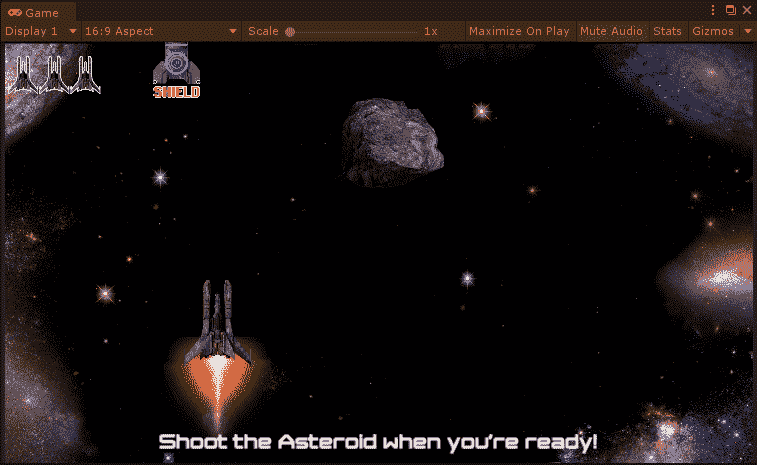 Game
Display 1 16:9 Aspect Scale 1x Maximize On Play Mute Audio Stats Gizmos
SHIELD
Shoot the Asteroid when you're ready!